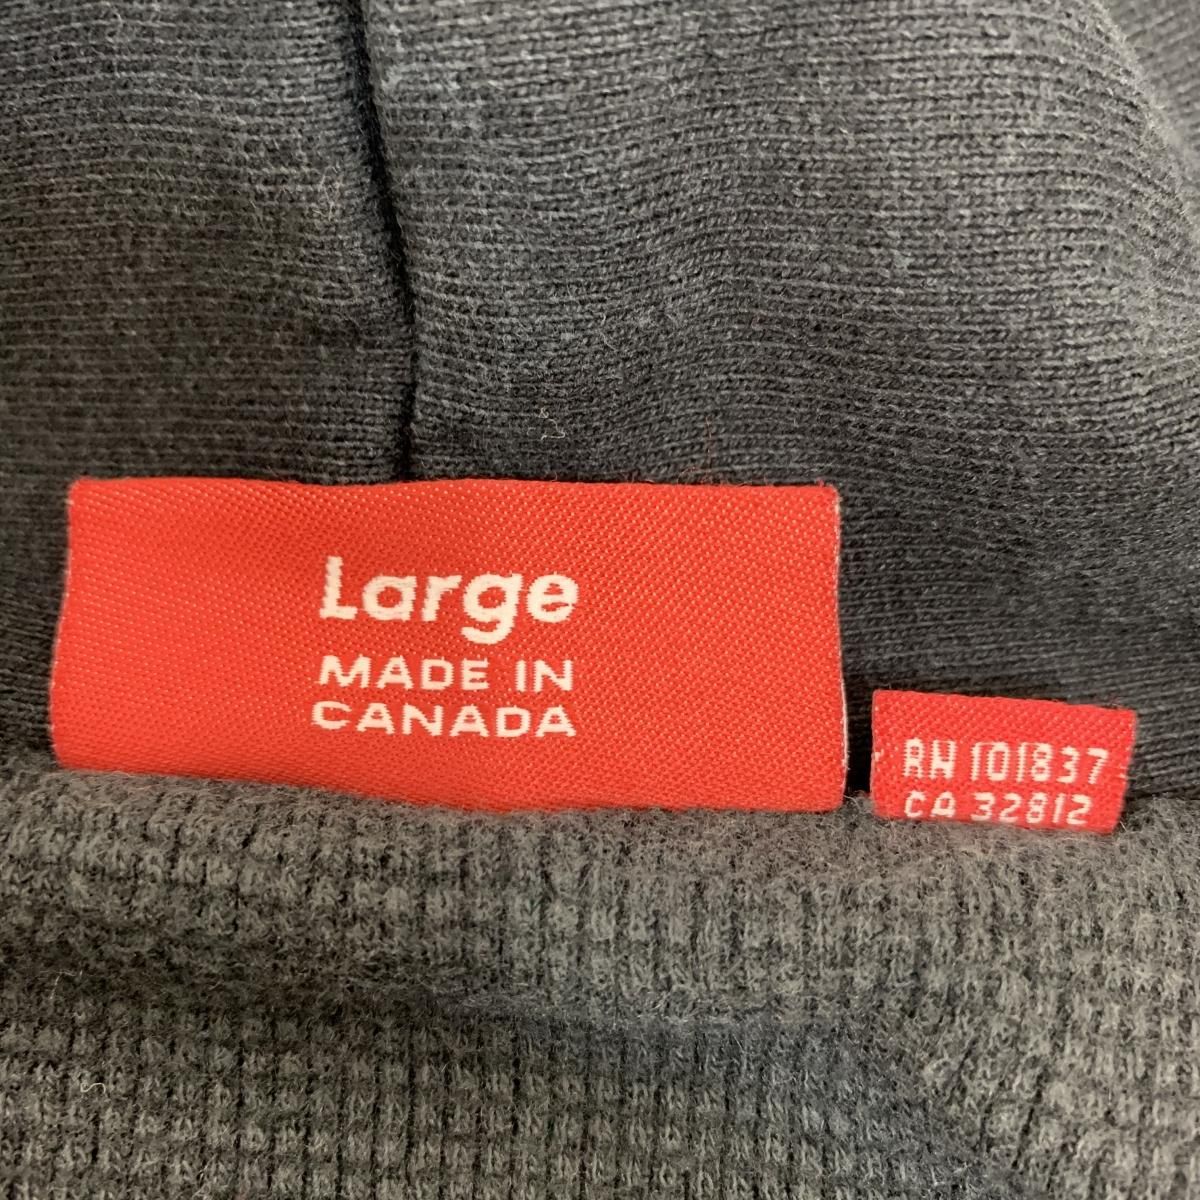 Large
MADE IN
CANADA
RN 101837
CA 32812